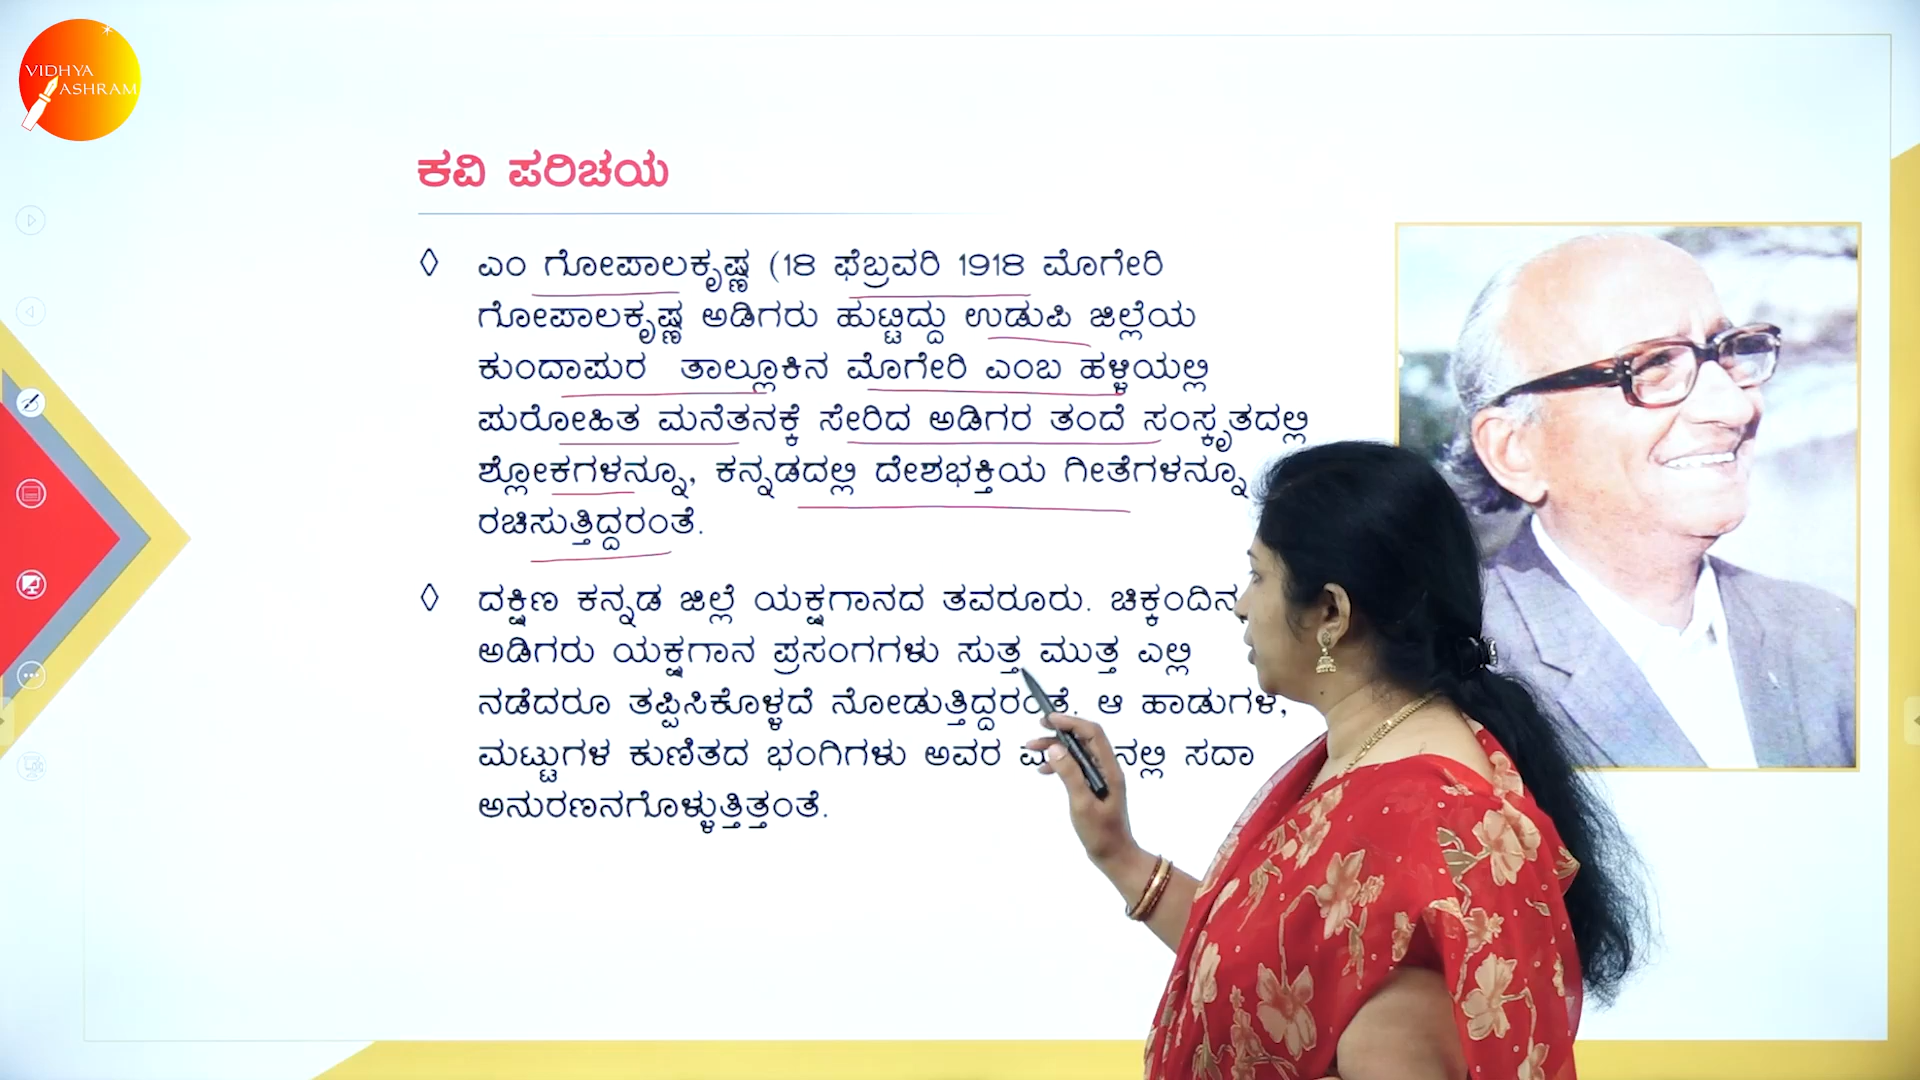 VIDHYA
ASHRAM
ಕವಿ ಪರಿಚಯ
ಎಂ ಗೋಪಾಲಕೃಷ್ಣ (18 ಫೆಬ್ರವರಿ 1918 ಮೊಗೇರಿ
ಗೋಪಾಲಕೃಷ್ಣ ಅಡಿಗರು ಹುಟ್ಟಿದ್ದು ಉಡುಪಿ ಜಿಲ್ಲೆಯ
ಕುಂದಾಪುರ ತಾಲ್ಲೂಕಿನ ಮೊಗೇರಿ ಎಂಬ ಹಳ್ಳಿಯಲ್ಲಿ
ಪುರೋಹಿತ ಮನೆತನಕ್ಕೆ ಸೇರಿದ ಅಡಿಗರ ತಂದೆ ಸಂಸ್ಕೃತದಲ್ಲಿ
ಶ್ಲೋಕಗಳನ್ನೂ, ಕನ್ನಡದಲ್ಲಿ ದೇಶಭಕ್ತಿಯ ಗೀತೆಗಳನ್ನೂ
ರಚಿಸುತ್ತಿದ್ದರಂತೆ.
ದಕ್ಷಿಣ ಕನ್ನಡ ಜಿಲ್ಲೆ ಯಕ್ಷಗಾನದ ತವರೂರು. ಚಿಕ್ಕಂದಿನ
ಅಡಿಗರು ಯಕ್ಷಗಾನ ಪ್ರಸಂಗಗಳು ಸುತ್ತ ಮುತ್ತ ಎಲ್ಲಿ
ನಡೆದರೂ ತಪ್ಪಿಸಿಕೊಳ್ಳದೆ ನೋಡುತ್ತಿದ್ದರಂತೆ. ಆ ಹಾಡುಗಳ,
ಮಟ್ಟುಗಳ ಕುಣಿತದ ಭಂಗಿಗಳು ಅವರ ಸದಾ
ಅನುರಣನಗೊಳ್ಳುತ್ತಿತ್ತಂತೆ.